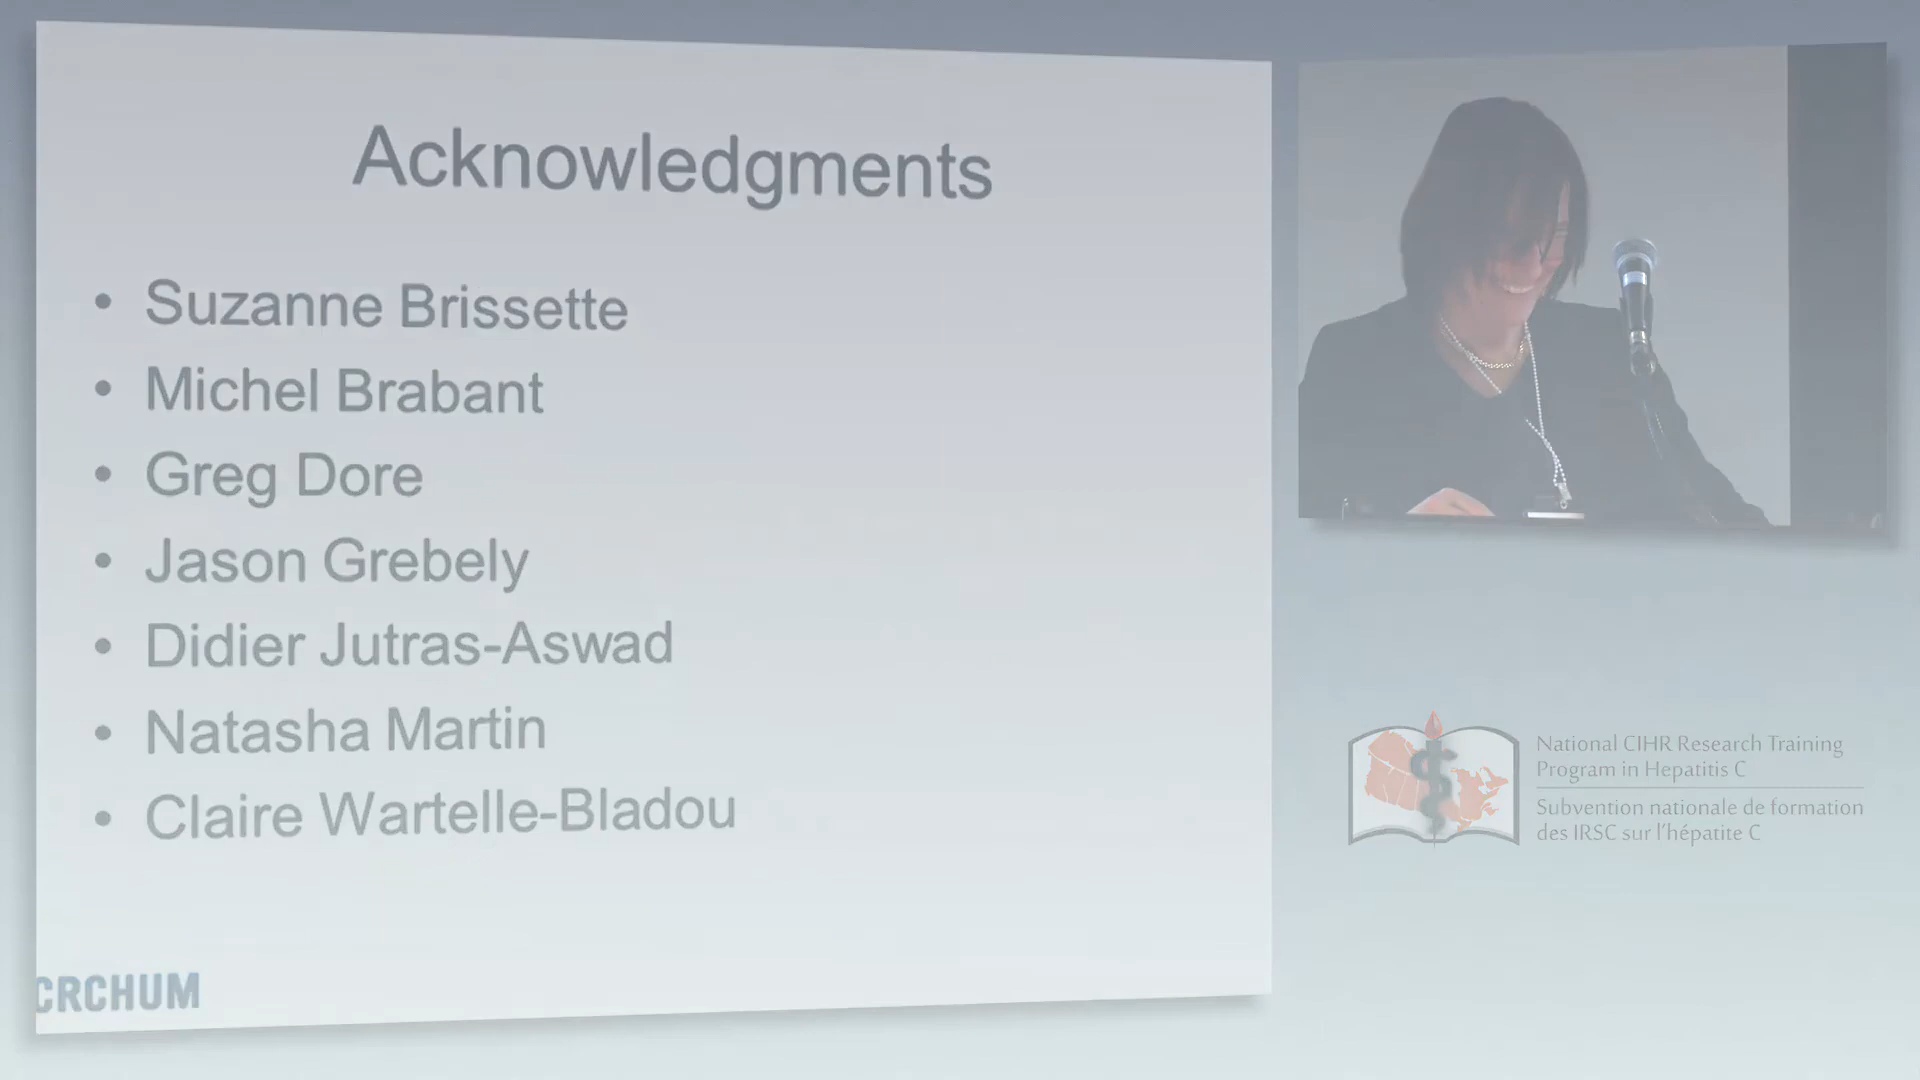 Acknowledgments
• Suzanne Brissette
• Michel Brabant
• Greg Dore
• Jason Grebely
• Didier Jutras-Aswad
• Natasha Martin
• Claire Wartelle-Bladou
CRCHUM
National CIHR Research Training
Program in Hepatitis C
Subvention nationale de formation
des IRSC sur l'hépatite C